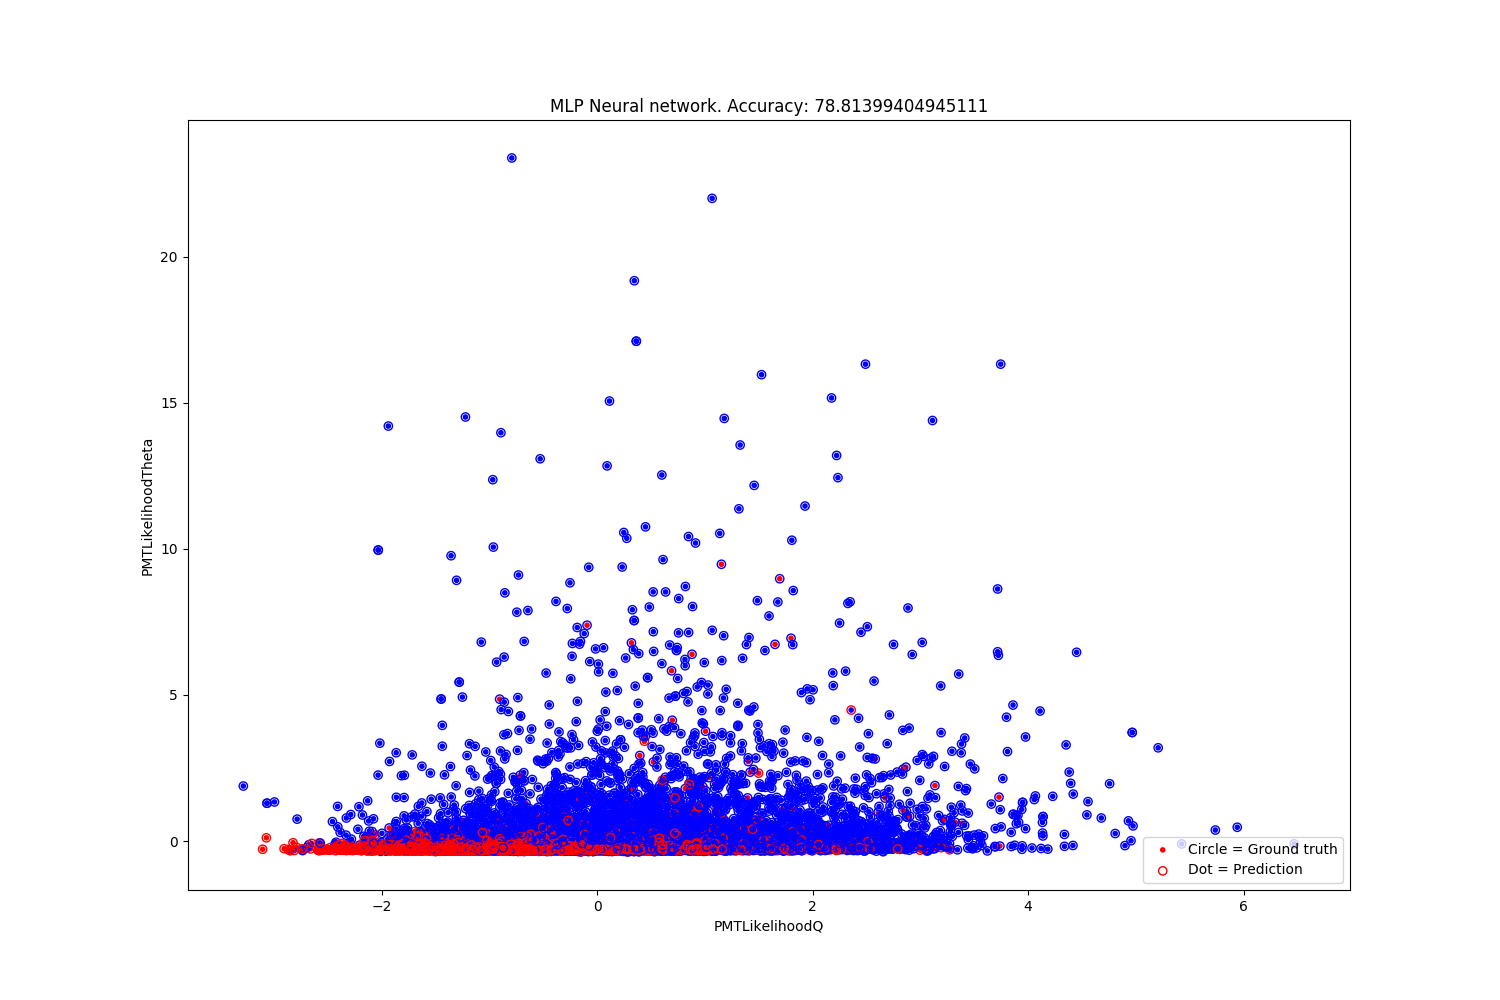 MLP Neural network. Accuracy: 78.81399404945111
20
15
10
5
0
PMTLikelihoodTheta
−2
0
2
4
6
PMTLikelihoodQ
Circle = Ground truth
Dot = Prediction